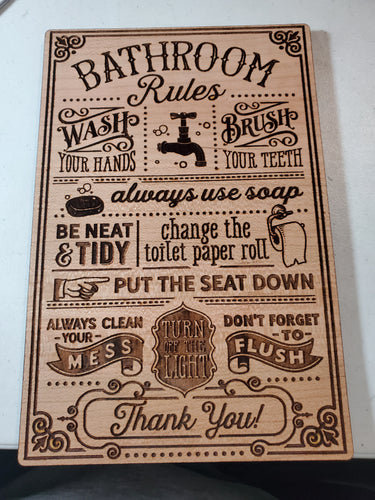 BATHROOM
Rules
WASH
YOUR HANDS
BRUSH
YOUR TEETH
always use soap
BE NEAT
& TIDY
change the
toilet paper roll
PUT THE SEAT DOWN
ALWAYS CLEAN
-YOUR-
MESS
TURN
OFF THE
LIGHT
DON'T FORGET
-TO-
FLUSH
Thank You!